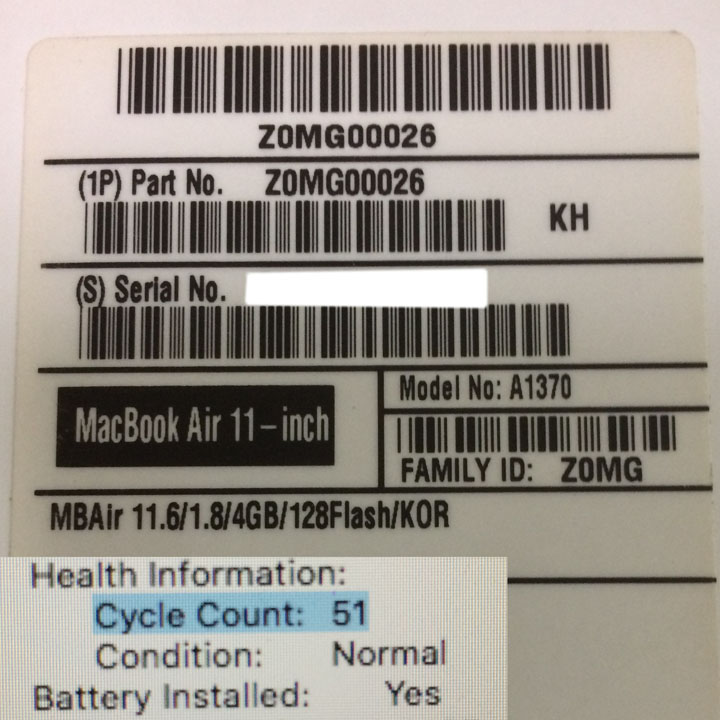 Z0MG00026
(1P) Part No. Z0MG00026
KH
(S) Serial No.
MacBook Air 11-inch
Model No: A1370
FAMILY ID: Z0MG
MBAir 11.6/1.8/4GB/128Flash/KOR
Health Information:
Cycle Count: 51
Condition: Normal
Battery Installed: Yes